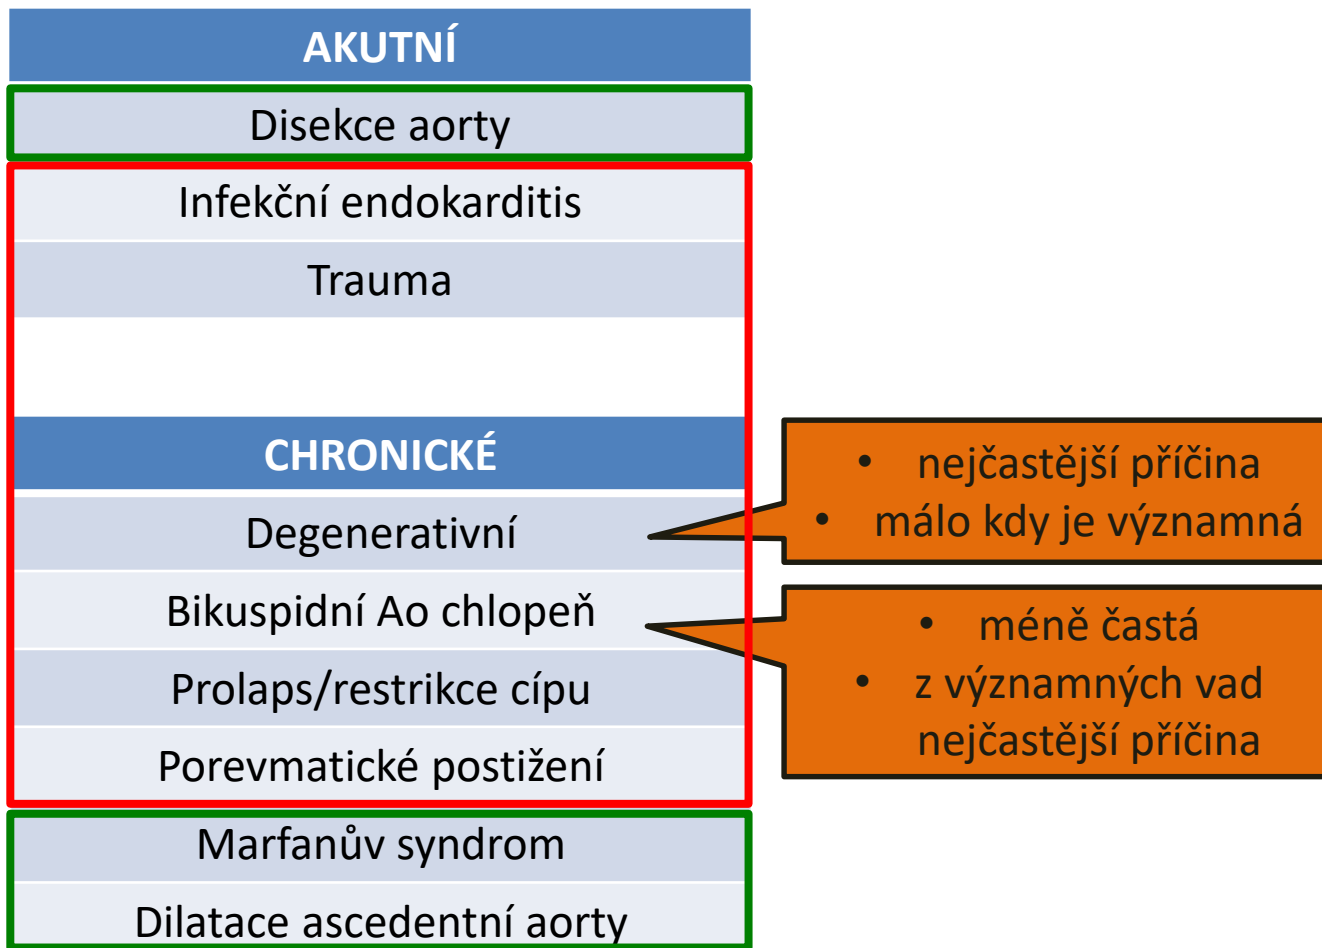 AKUTNÍ
Disekce aorty
Infekční endokarditis
Trauma
CHRONICKÉ
Degenerativní
Bikuspidní Ao chlopeň
Prolaps/restrikce cípu
Porevmatické postižení
Marfanův syndrom
Dilatace ascedentní aorty
• nejčastější příčina
• málo kdy je významná
• méně častá
• z významných vad
nejčastější příčina